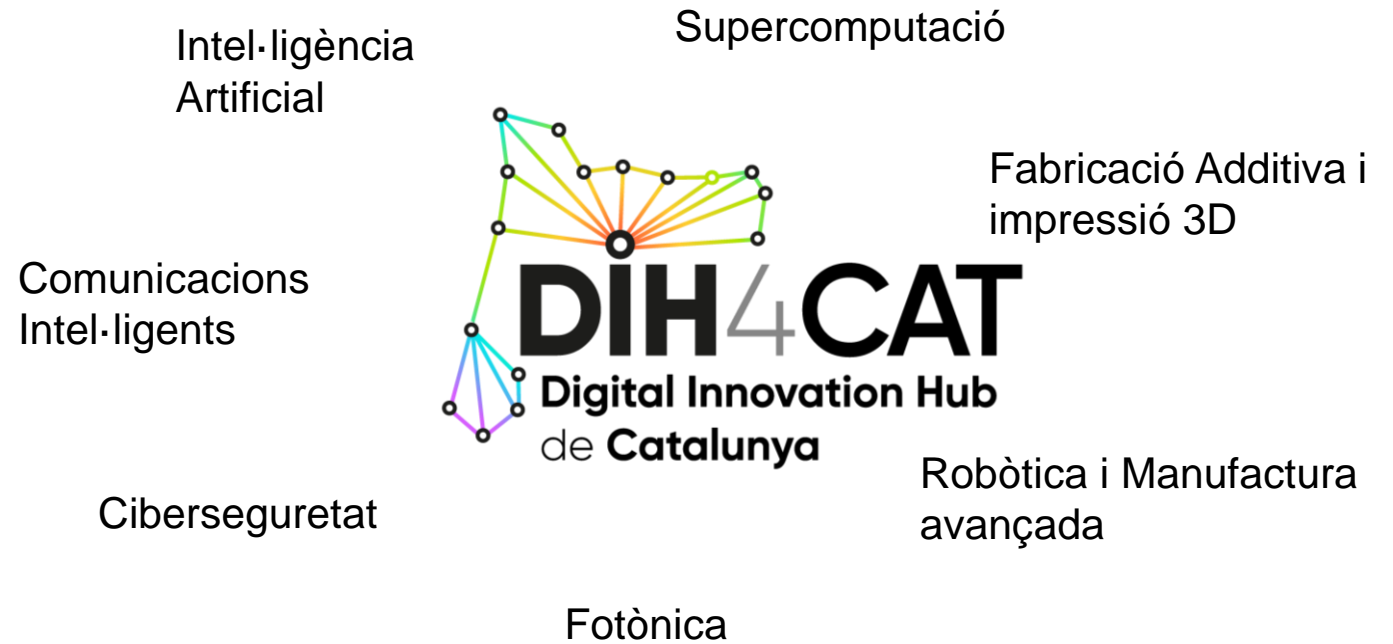 Supercomputació
Intel·ligència
Artificial
Fabricació Additiva i
impressió 3D
Comunicacions
Intel·ligents
DIH4CAT
Digital Innovation Hub
de Catalunya
Robòtica i Manufactura
avançada
Ciberseguretat
Fotònica